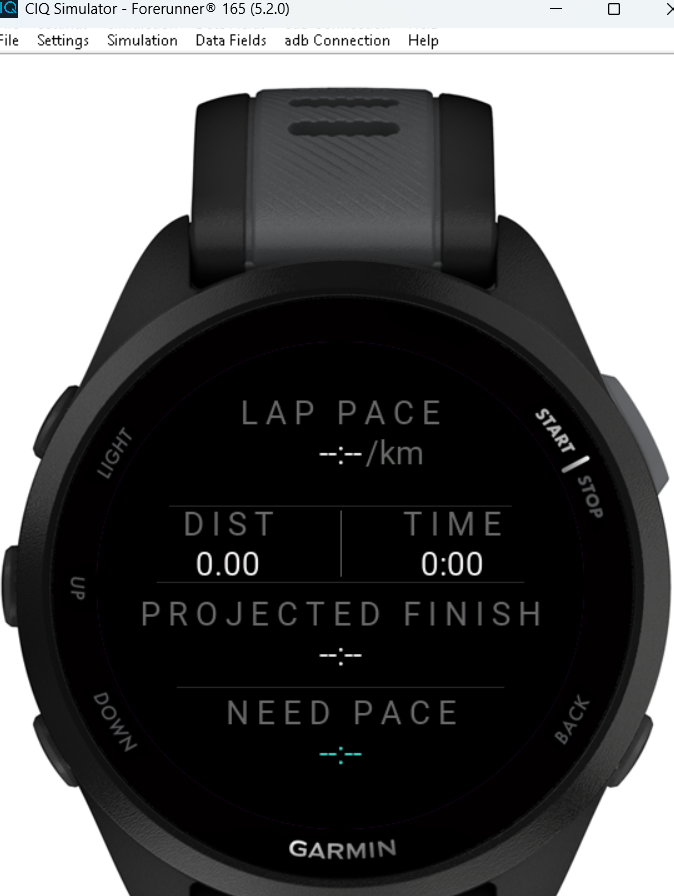 CIQ Simulator - Forerunner® 165 (5.2.0)
File Settings Simulation Data Fields adb Connection Help
LAP PACE
--:--/km
START
STOP
LIGHT
DIST TIME
0.00 0:00
UP
PROJECTED FINISH
--:--
NEED PACE
--:--
DOWN
BACK
GARMIN